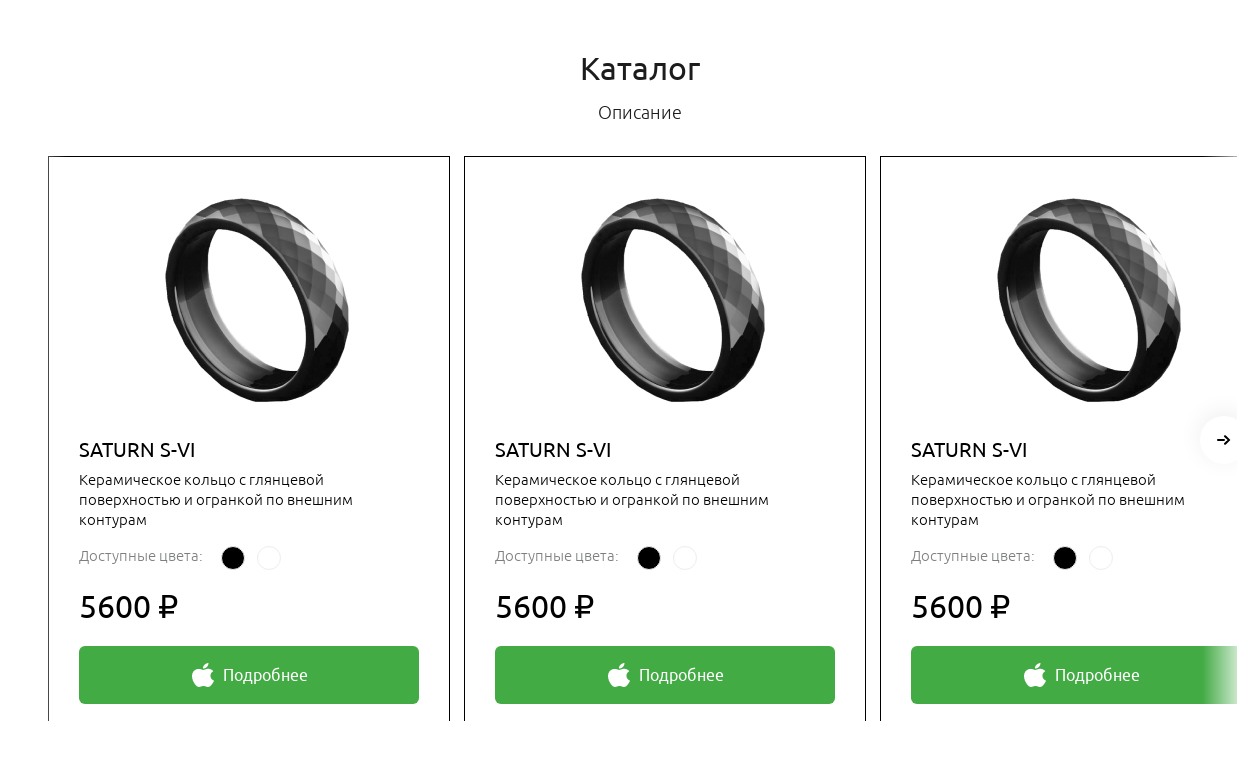 Каталог
Описание
SATURN S-VI
Керамическое кольцо с глянцевой
поверхностью и огранкой по внешним
контурам
Доступные цвета:
5600 ₽
Подробнее
SATURN S-VI
Керамическое кольцо с глянцевой
поверхностью и огранкой по внешним
контурам
Доступные цвета:
5600 ₽
Подробнее
SATURN S-VI
Керамическое кольцо с глянцевой
поверхностью и огранкой по внешним
контурам
Доступные цвета:
5600 ₽
Подробнее